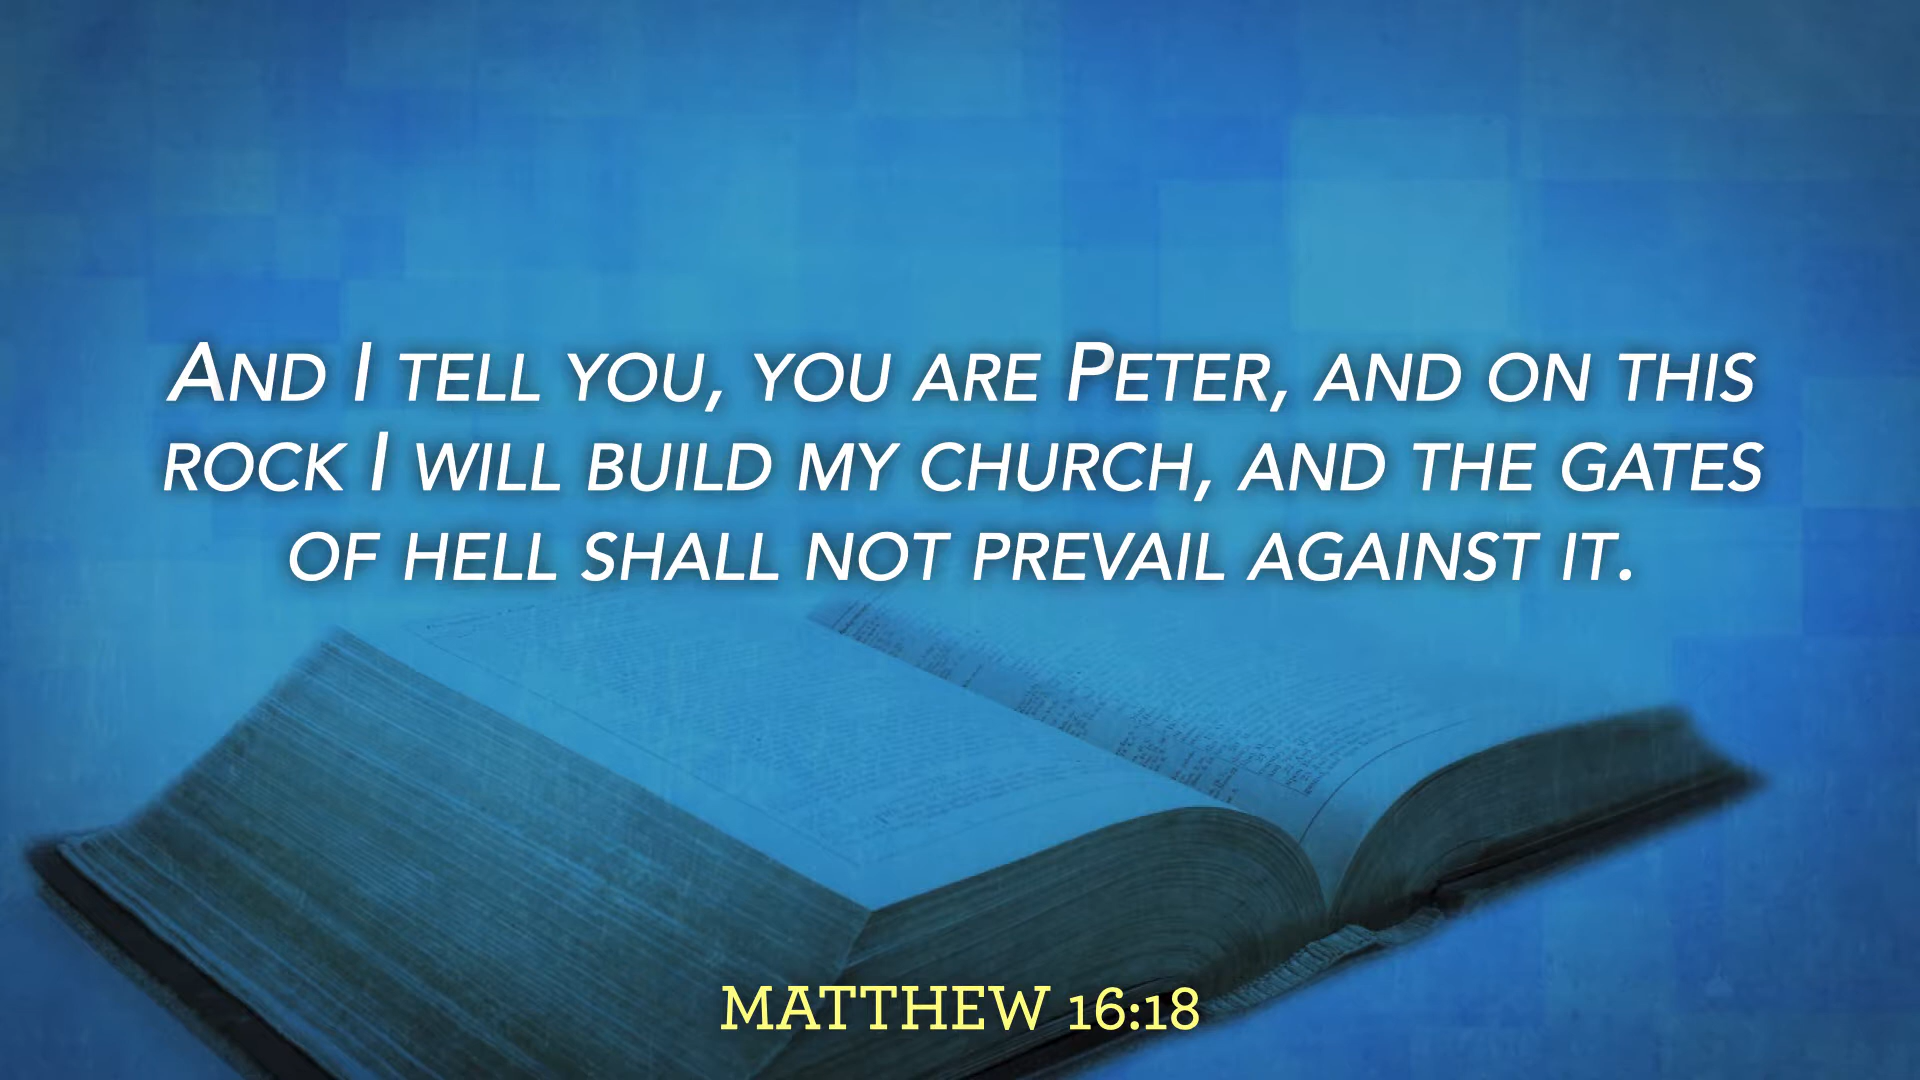 And I tell you, you are Peter, and on this
rock I will build my church, and the gates
of hell shall not prevail against it.
MATTHEW 16:18